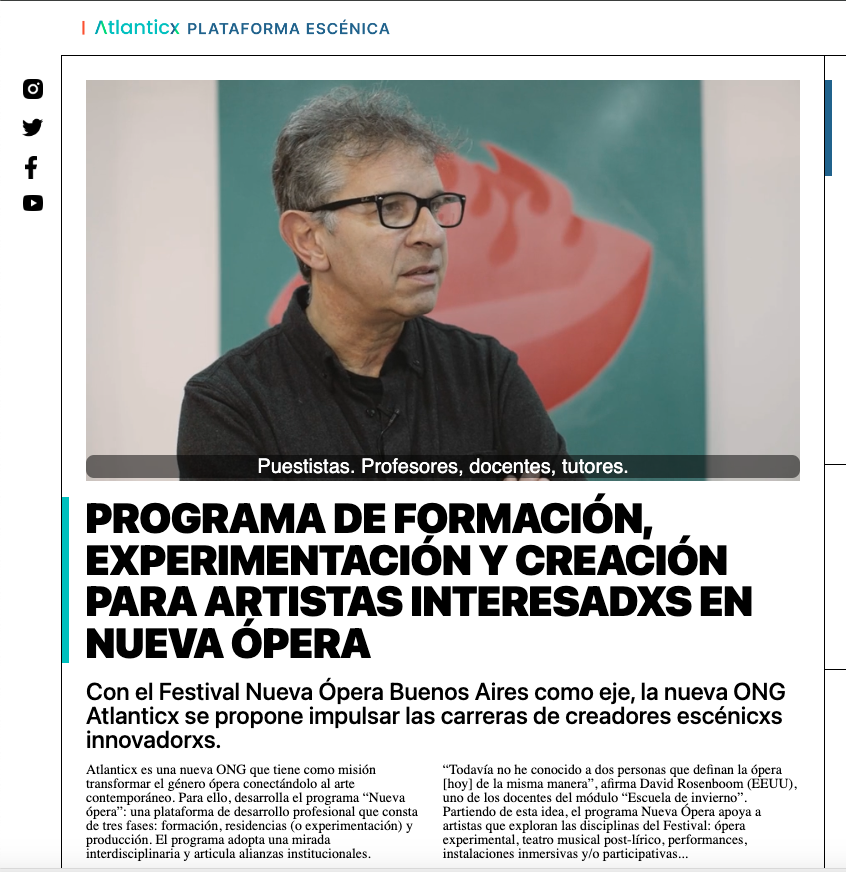 Atlanticx PLATAFORMA ESCÉNICA
Puestistas. Profesores, docentes, tutores.
PROGRAMA DE FORMACIÓN,
EXPERIMENTACIÓN Y CREACIÓN
PARA ARTISTAS INTERESADXS EN
NUEVA ÓPERA
Con el Festival Nueva Ópera Buenos Aires como eje, la nueva ONG
Atlanticx se propone impulsar las carreras de creadores escénicxs
innovadorxs.
Atlanticx es una nueva ONG que tiene como misión
transformar el género ópera conectándolo al arte
contemporáneo. Para ello, desarrolla el programa “Nueva
ópera”: una plataforma de desarrollo profesional que consta
de tres fases: formación, residencias (o experimentación) y
producción. El programa adopta una mirada
interdisciplinaria y articula alianzas institucionales.
“Todavía no he conocido a dos personas que definan la ópera
[hoy] de la misma manera”, afirma David Rosenboom (EEUU),
uno de los docentes del módulo “Escuela de invierno”.
Partiendo de esta idea, el programa Nueva Ópera apoya a
artistas que exploran las disciplinas del Festival: ópera
experimental, teatro musical post-lírico, performances,
instalaciones inmersivas y/o participativas...